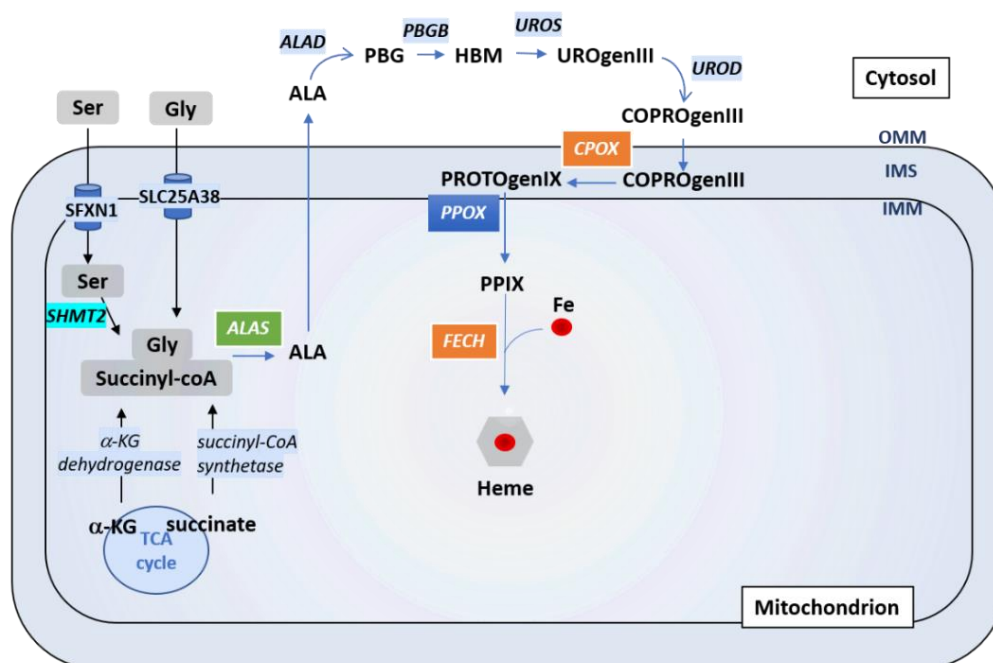 ALAD
PBG
PBGB
HBM
UROS
UROgenIII
UROD
Cytosol
Ser
Gly
ALA
COPROgenIII
OMM
CPOX
IMS
PROTOgenIX
COPROgenIII
SFXN1
SLC25A38
PPOX
IMM
Ser
SHMT2
PPIX
Fe
Gly
ALAS
ALA
FECH
Succinyl-coA
α-KG
dehydrogenase
succinyl-CoA
synthetase
Heme
α-KG
succinate
TCA
cycle
Mitochondrion